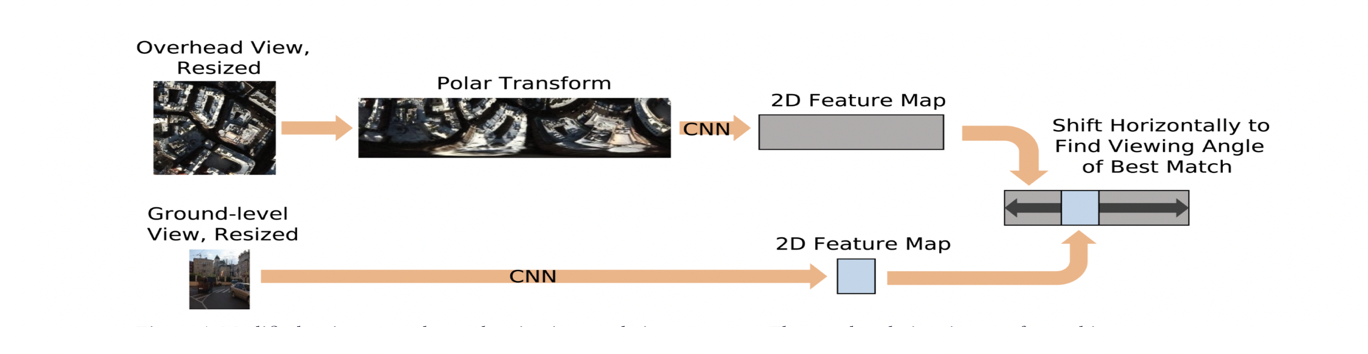 Overhead View,
Resized
Polar Transform
CNN
2D Feature Map
Shift Horizontally to
Find Viewing Angle
of Best Match
Ground-level
View, Resized
CNN
2D Feature Map